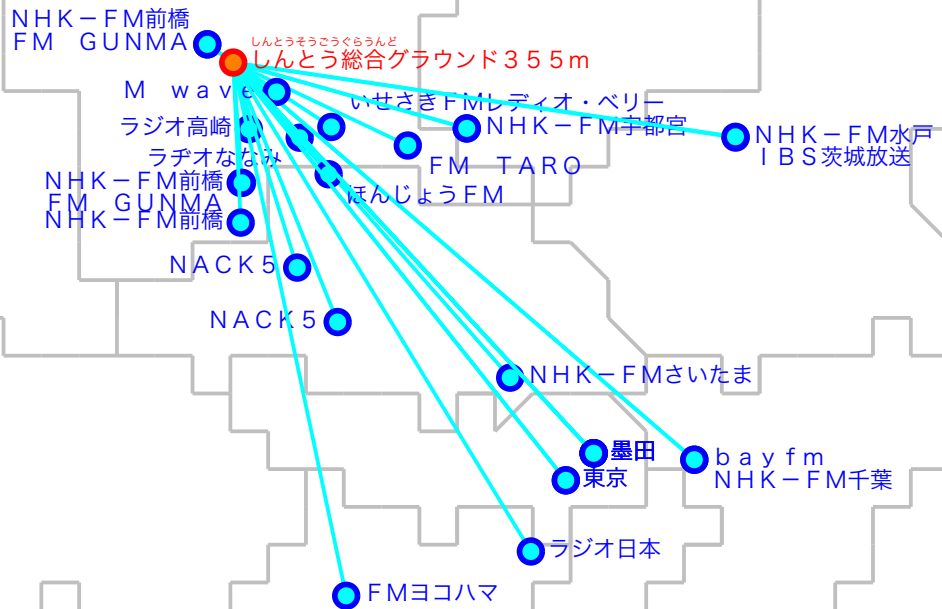 ＮＨＫ－ＦＭ前橋
ＦＭ　ＧＵＮＭＡ
しんとうそうごうぐらうんど
しんとう総合グラウンド３５５ｍ
Ｍ　ｗａｖｅ
いせさきＦＭレディオ・ベリー
ラジオ高崎
ＮＨＫ－ＦＭ宇都宮
ＮＨＫ－ＦＭ水戸
ＩＢＳ茨城放送
ラヂオななみ
ＦＭ　ＴＡＲＯ
ＮＨＫ－ＦＭ前橋
ＦＭ　ＧＵＮＭＡ
ほんじょうＦＭ
ＮＨＫ－ＦＭ前橋
ＮＡＣＫ５
ＮＡＣＫ５
ＮＨＫ－ＦＭさいたま
墨田
東京
ｂａｙｆｍ
ＮＨＫ－ＦＭ千葉
ラジオ日本
ＦＭヨコハマ